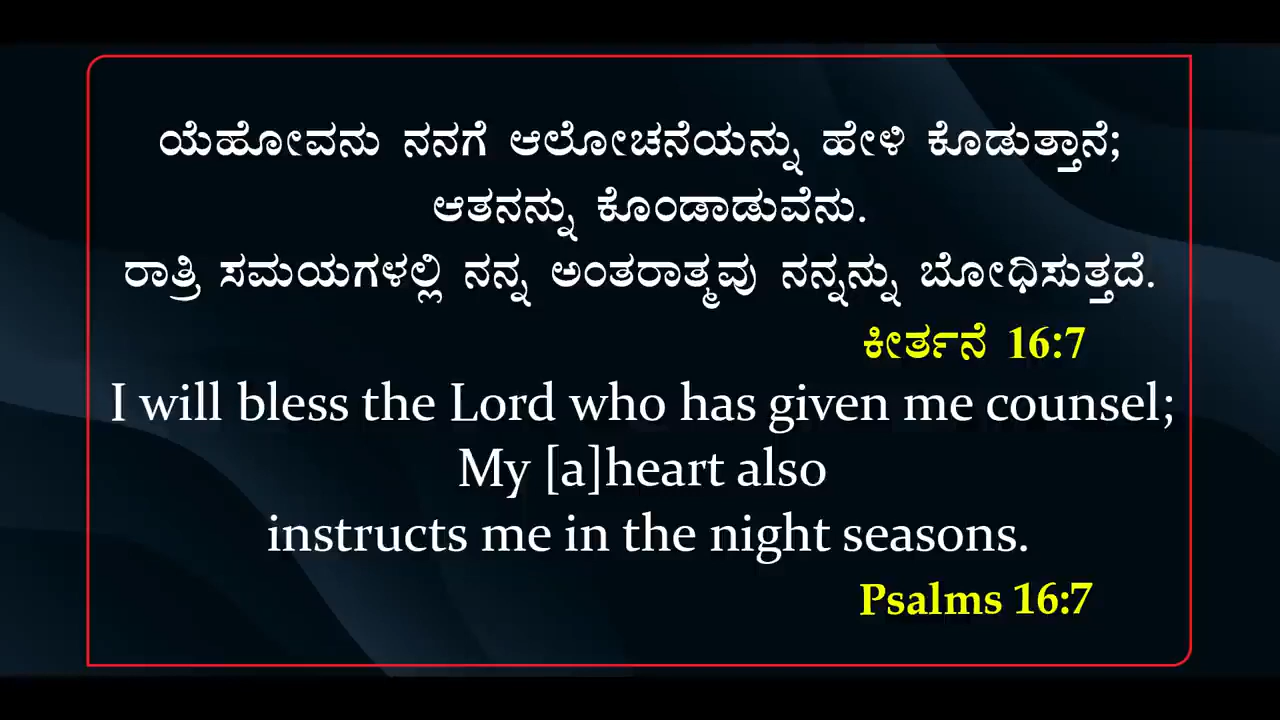 ಯೆಹೋವನು ನನಗೆ ಆಲೋಚನೆಯನ್ನು ಹೇಳಿ ಕೊಡುತ್ತಾನೆ;
ಆತನನ್ನು ಕೊಂಡಾಡುವೆನು.
ರಾತ್ರಿ ಸಮಯಗಳಲ್ಲಿ ನನ್ನ ಅಂತರಾತ್ಮವು ನನ್ನನ್ನು ಬೋಧಿಸುತ್ತದೆ.
ಕೀರ್ತನೆ 16:7
I will bless the Lord who has given me counsel;
My [a]heart also
instructs me in the night seasons.
Psalms 16:7